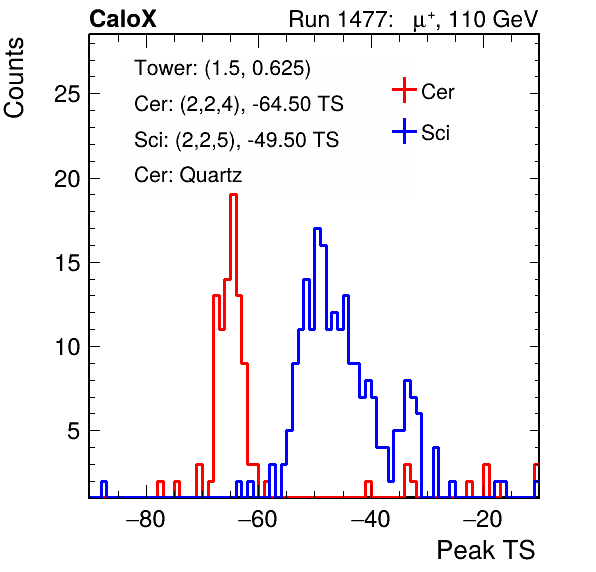 CaloX Run 1477: μ⁺, 110 GeV
Counts
Tower: (1.5, 0.625)
Cer: (2,2,4), -64.50 TS
Sci: (2,2,5), -49.50 TS
Cer: Quartz
Cer
Sci
25
20
15
10
5
−80 −60 −40 −20
Peak TS